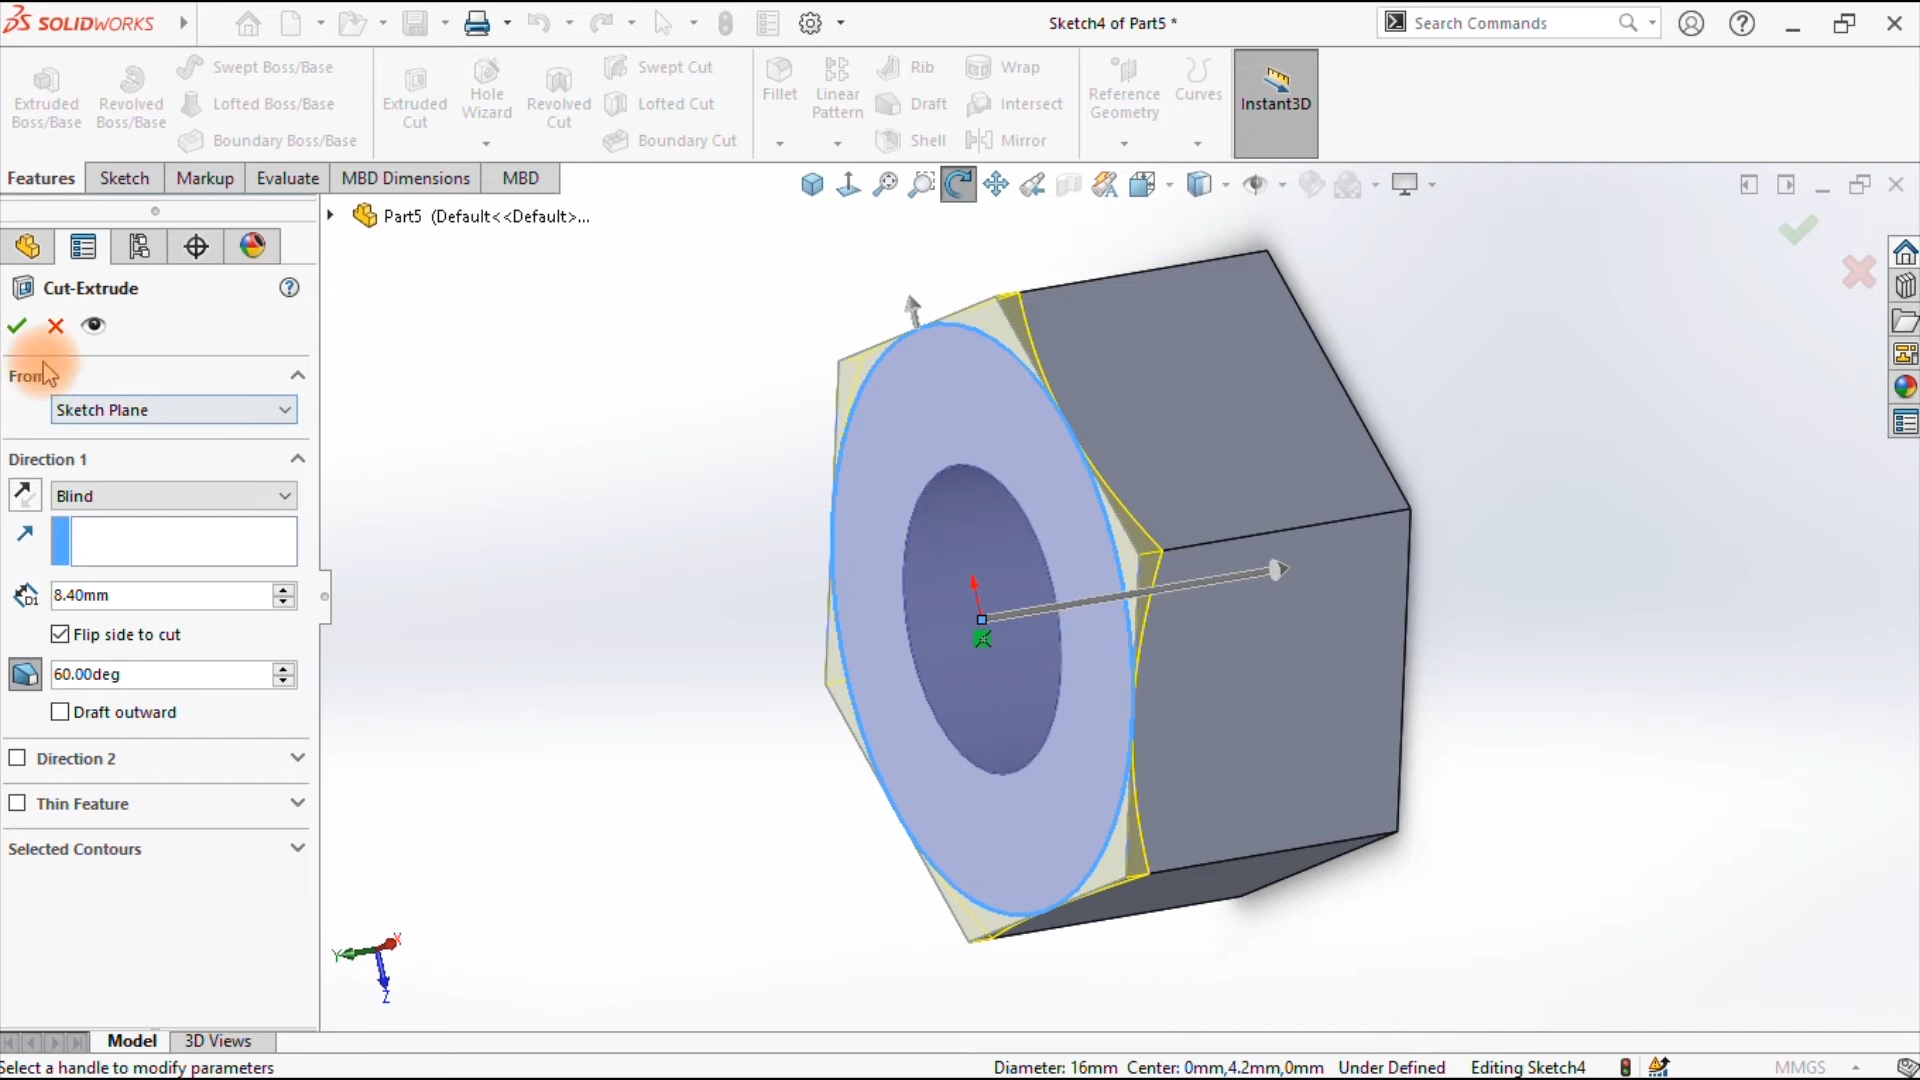 SOLIDWORKS
Sketch4 of Part5 *
Search Commands
Extruded Boss/Base
Revolved Boss/Base
Swept Boss/Base
Lofted Boss/Base
Boundary Boss/Base
Extruded Cut
Hole Wizard
Revolved Cut
Swept Cut
Lofted Cut
Boundary Cut
Fillet
Linear Pattern
Rib
Draft
Shell
Wrap
Intersect
Mirror
Reference Geometry
Curves
Instant3D
Features
Sketch
Markup
Evaluate
MBD Dimensions
MBD
Part5 (Default<<Default>...
Cut-Extrude
From
Sketch Plane
Direction 1
Blind
D1
8.40mm
Flip side to cut
60.00deg
Draft outward
Direction 2
Thin Feature
Selected Contours
X
Y
Z
Model
3D Views
Select a handle to modify parameters
Diameter: 16mm Center: 0mm,4.2mm,0mm
Under Defined
Editing Sketch4
MMGS